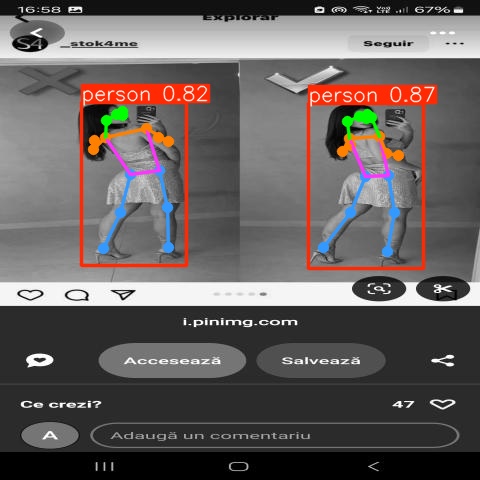 16:58
67%
Explorar
S4
_stok4me
Seguir
person 0.82
person 0.87
i.pinimg.com
Accesează
Salvează
Ce crezi?
47
A
Adaugă un comentariu